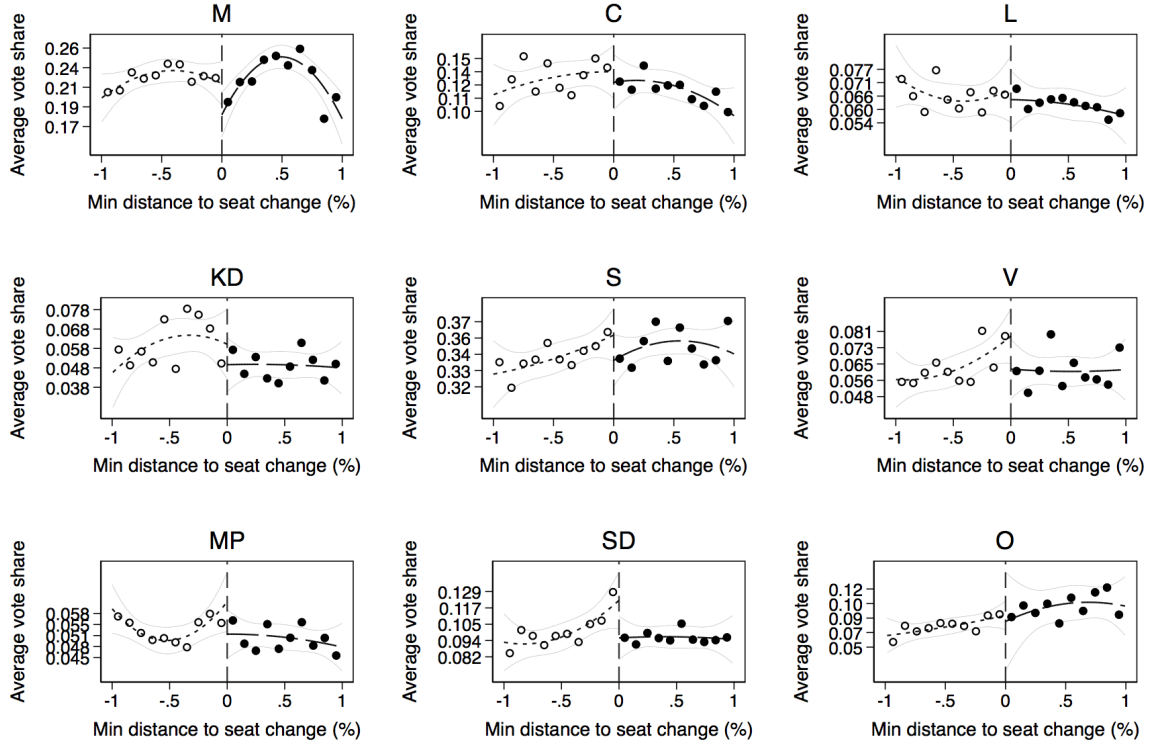 M
C
L
Average vote share
0.26
0.24
0.21
0.19
0.17
-1 -.5 0 .5 1
Min distance to seat change (%)
Average vote share
0.15
0.14
0.13
0.11
0.10
-1 -.5 0 .5 1
Min distance to seat change (%)
Average vote share
0.077
0.071
0.066
0.060
0.054
-1 -.5 0 .5 1
Min distance to seat change (%)
KD
S
V
Average vote share
0.078
0.068
0.058
0.048
0.038
-1 -.5 0 .5 1
Min distance to seat change (%)
Average vote share
0.37
0.36
0.34
0.33
0.32
-1 -.5 0 .5 1
Min distance to seat change (%)
Average vote share
0.081
0.073
0.065
0.056
0.048
-1 -.5 0 .5 1
Min distance to seat change (%)
MP
SD
O
Average vote share
0.058
0.055
0.051
0.048
0.045
-1 -.5 0 .5 1
Min distance to seat change (%)
Average vote share
0.129
0.117
0.105
0.094
0.082
-1 -.5 0 .5 1
Min distance to seat change (%)
Average vote share
0.12
0.10
0.09
0.07
0.05
-1 -.5 0 .5 1
Min distance to seat change (%)